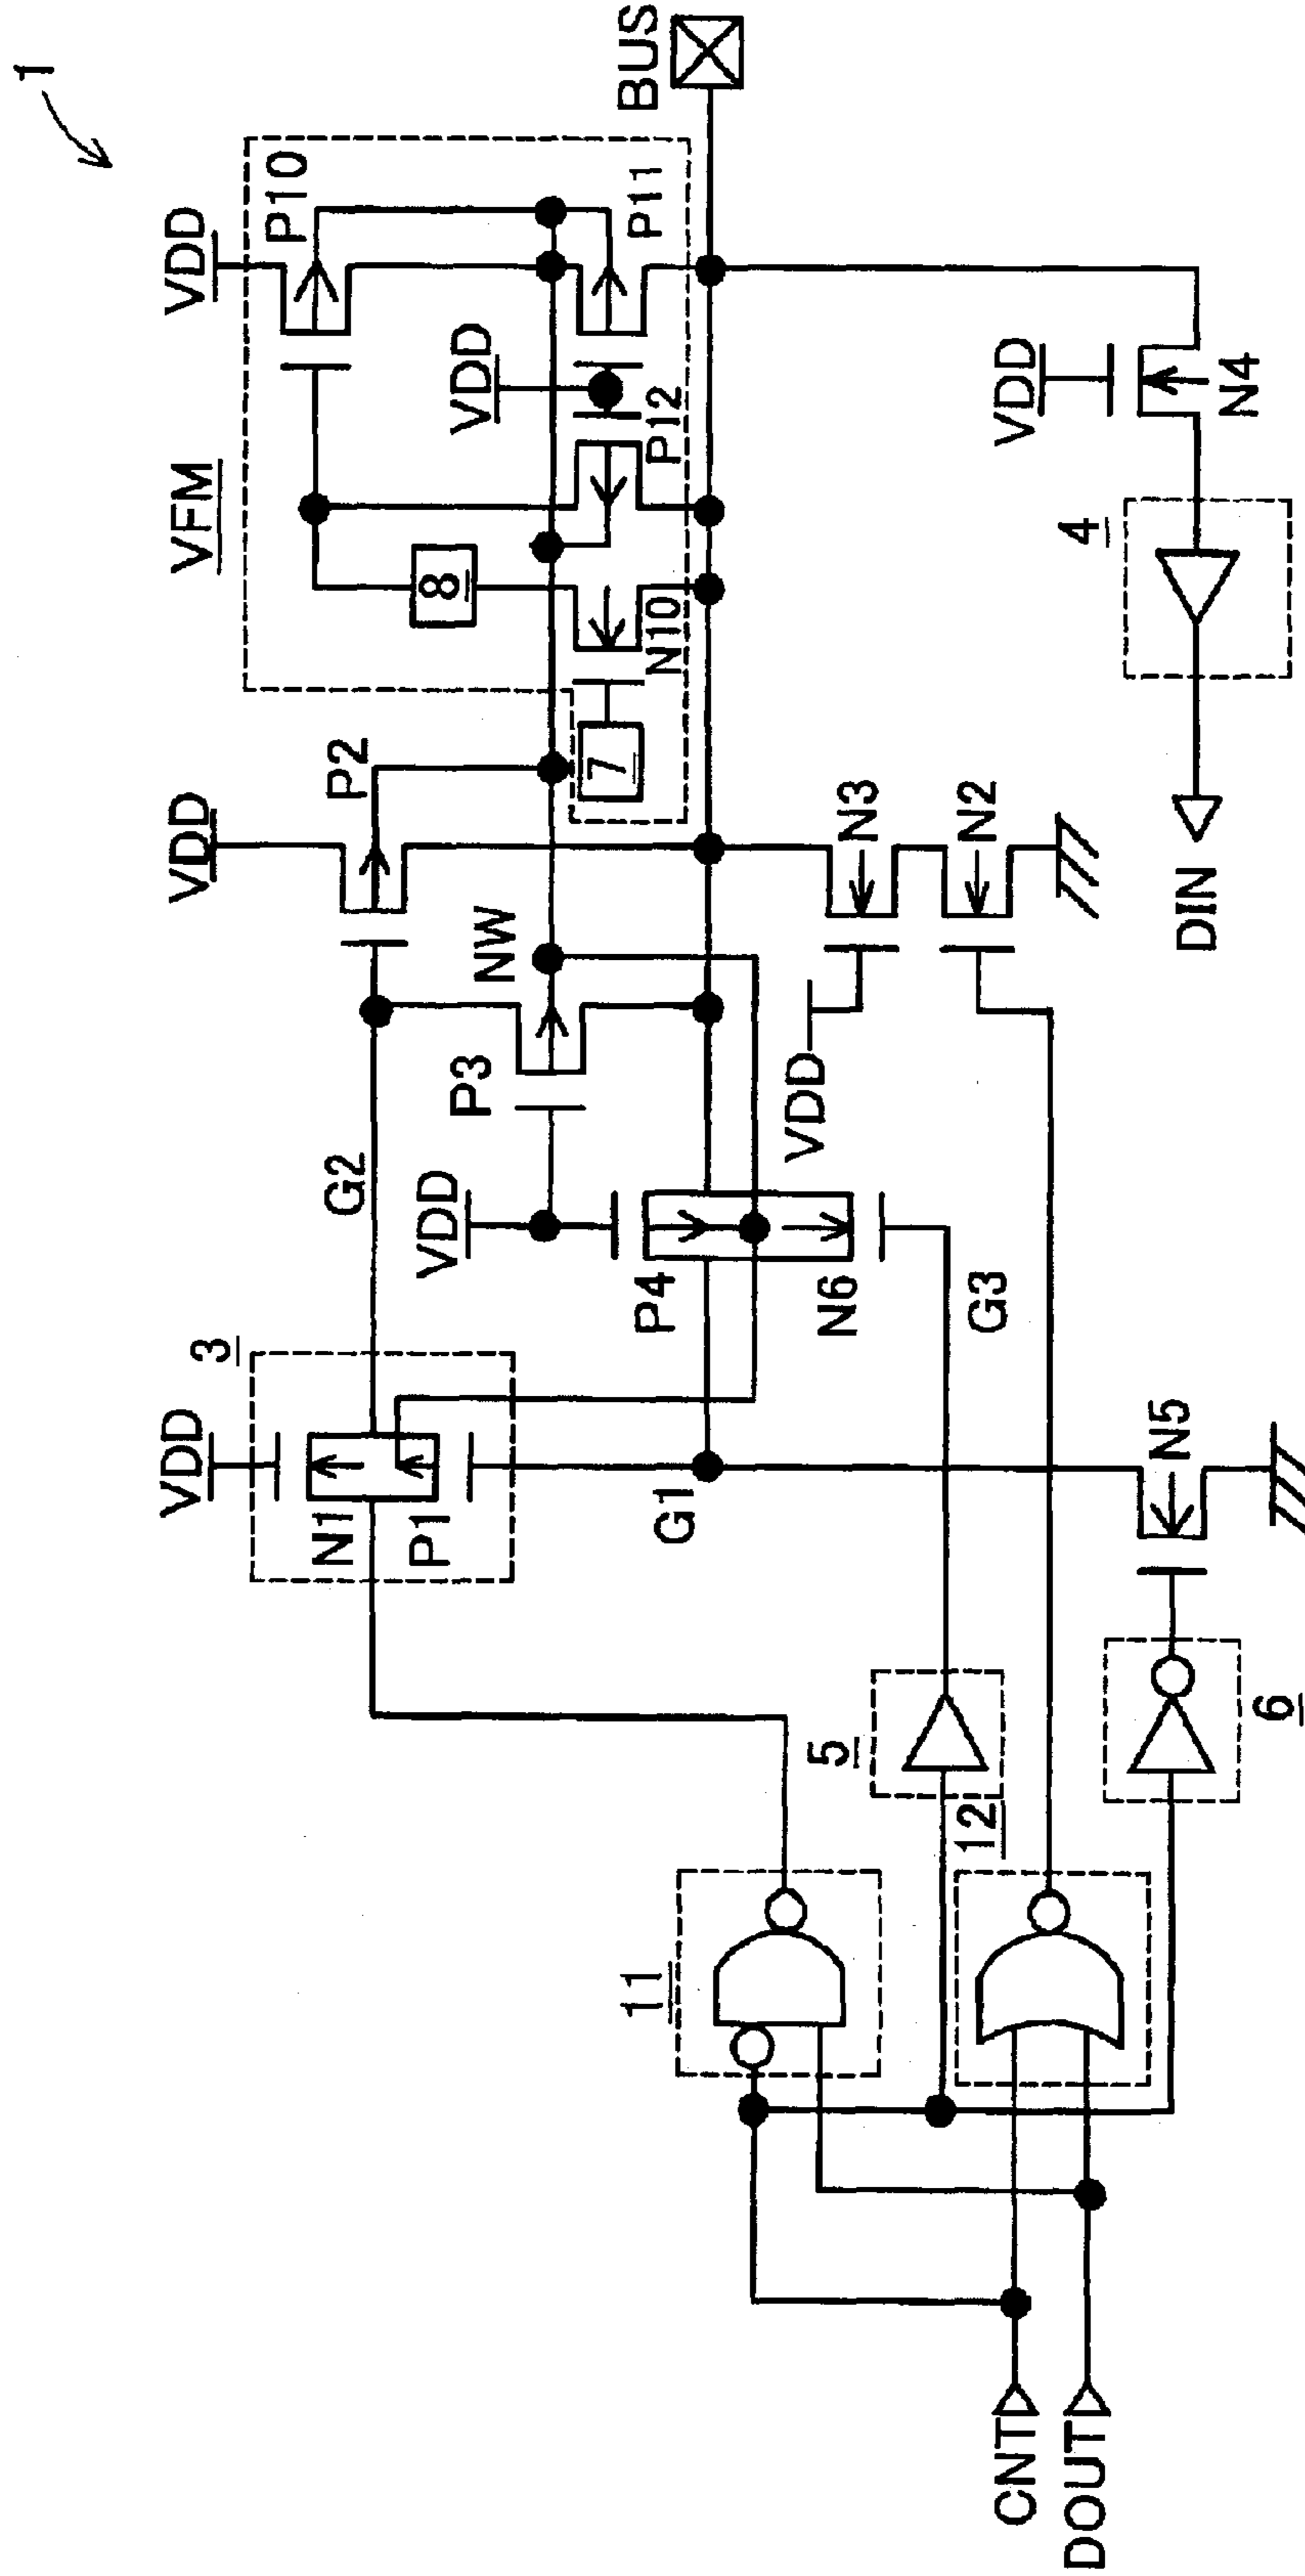 1
VDD
VDD
VFM
VDD
P10
BUS
3
G2
P2
VDD
P11
N1
VDD
P3
NW
P12
P1
8
G1
P4
7
N10
11
5
N6
VDD
N3
VDD
12
G3
N2
N4
4
CNT
DOUT
6
N5
DIN